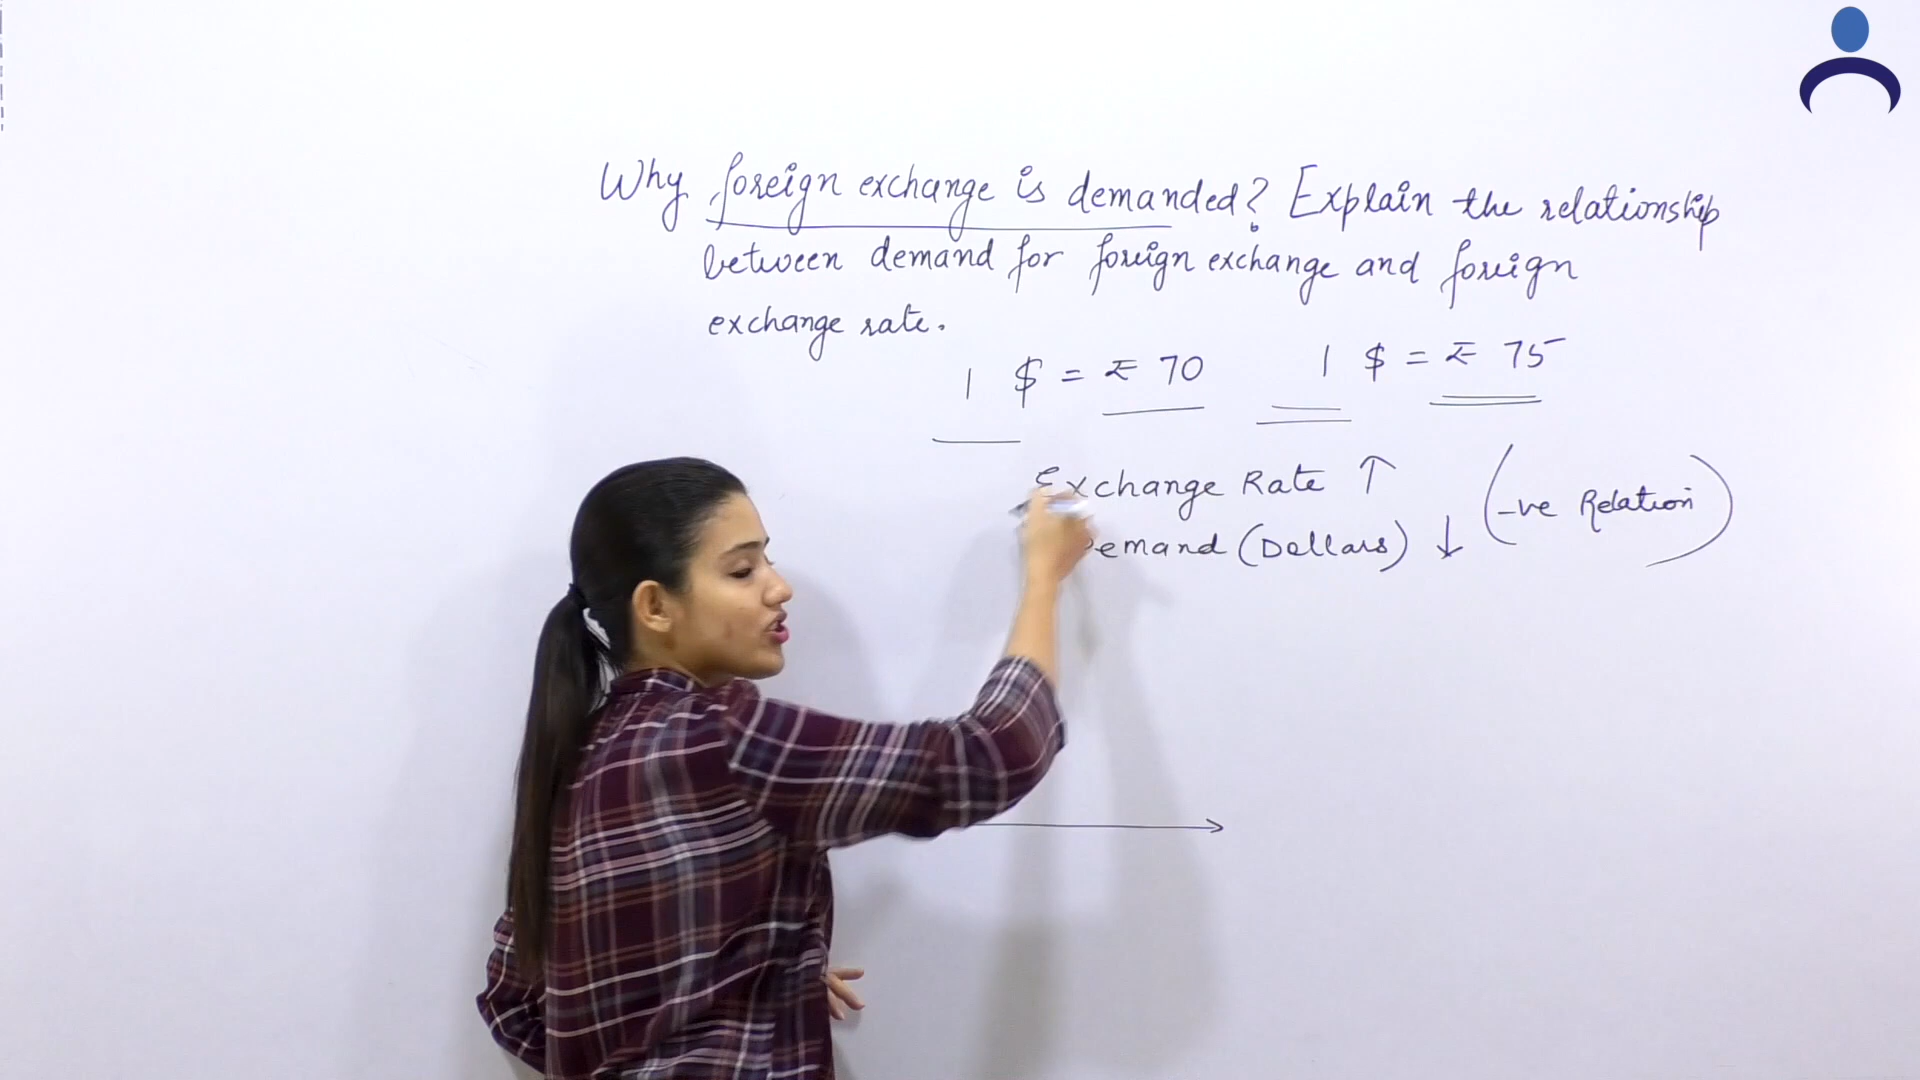 Why foreign exchange is demanded? Explain the relationship
between demand for foreign exchange and foreign
exchange rate.
1 $ = ₹ 70 1 $ = ₹ 75
Exchange Rate ↑
emand (Dollars) ↓ (-ve Relation)